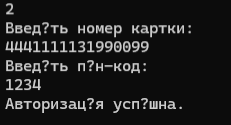 2
Введ?ть номер картки:
4441111131990099
Введ?ть п?н-код:
1234
Авторизац?я усп?шна.